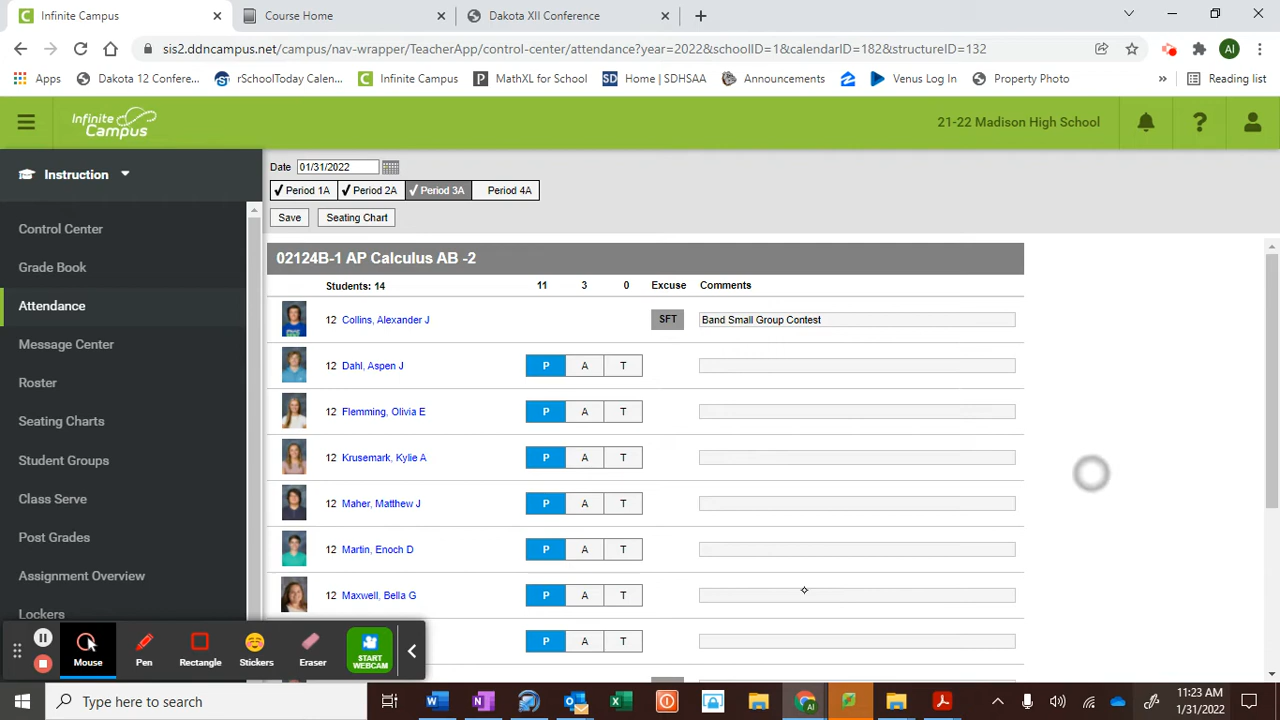 Infinite Campus
Course Home
Dakota XII Conference
sis2.ddncampus.net/campus/nav-wrapper/TeacherApp/control-center/attendance?year=2022&schoolID=1&calendarID=182&structureID=132
AI
Apps
Dakota 12 Confere...
rSchoolToday Calen...
Infinite Campus
MathXL for School
Home | SDHSAA
Announcements
Venus Log In
Property Photo
»
Reading list
Infinite Campus
21-22 Madison High School
Instruction
Date 01/31/2022
Period 1A
Period 2A
Period 3A
Period 4A
Save
Seating Chart
Control Center
Grade Book
Attendance
Message Center
Roster
Seating Charts
Student Groups
Class Serve
Post Grades
Assignment Overview
Lockers
02124B-1 AP Calculus AB -2
Students: 14 11 3 0 Excuse Comments
12 Collins, Alexander J SFT Band Small Group Contest
12 Dahl, Aspen J P A T
12 Flemming, Olivia E P A T
12 Krusemark, Kylie A P A T
12 Maher, Matthew J P A T
12 Martin, Enoch D P A T
12 Maxwell, Bella G P A T
P A T
Mouse
Pen
Rectangle
Stickers
Eraser
START WEBCAM
Type here to search
11:23 AM
1/31/2022